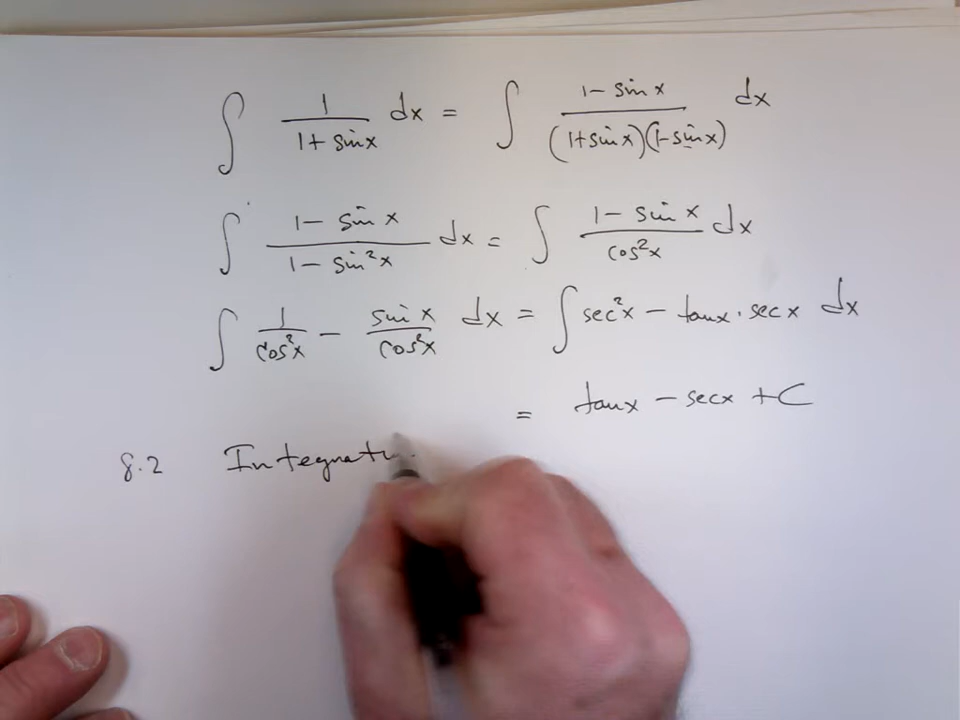 ∫ 1/(1+sinx) dx = ∫ (1-sinx)/((1+sinx)(1-sinx)) dx
∫ (1-sinx)/(1-sin²x) dx = ∫ (1-sinx)/(cos²x) dx
∫ 1/(cos²x) - sinx/(cos²x) dx = ∫ sec²x - tanx · secx dx
= tanx - secx + C
8.2